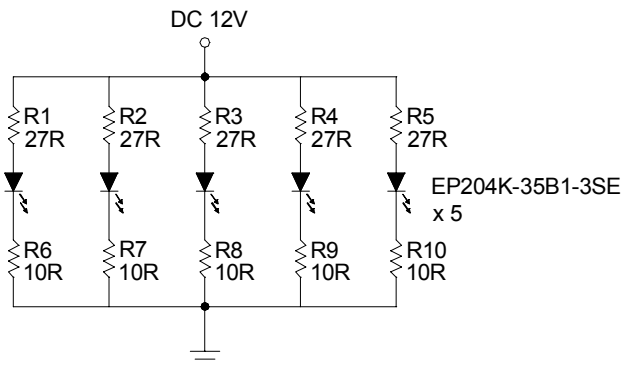 DC 12V
R1 R2 R3 R4 R5
27R 27R 27R 27R 27R
EP204K-35B1-3SE
x 5
R6 R7 R8 R9 R10
10R 10R 10R 10R 10R